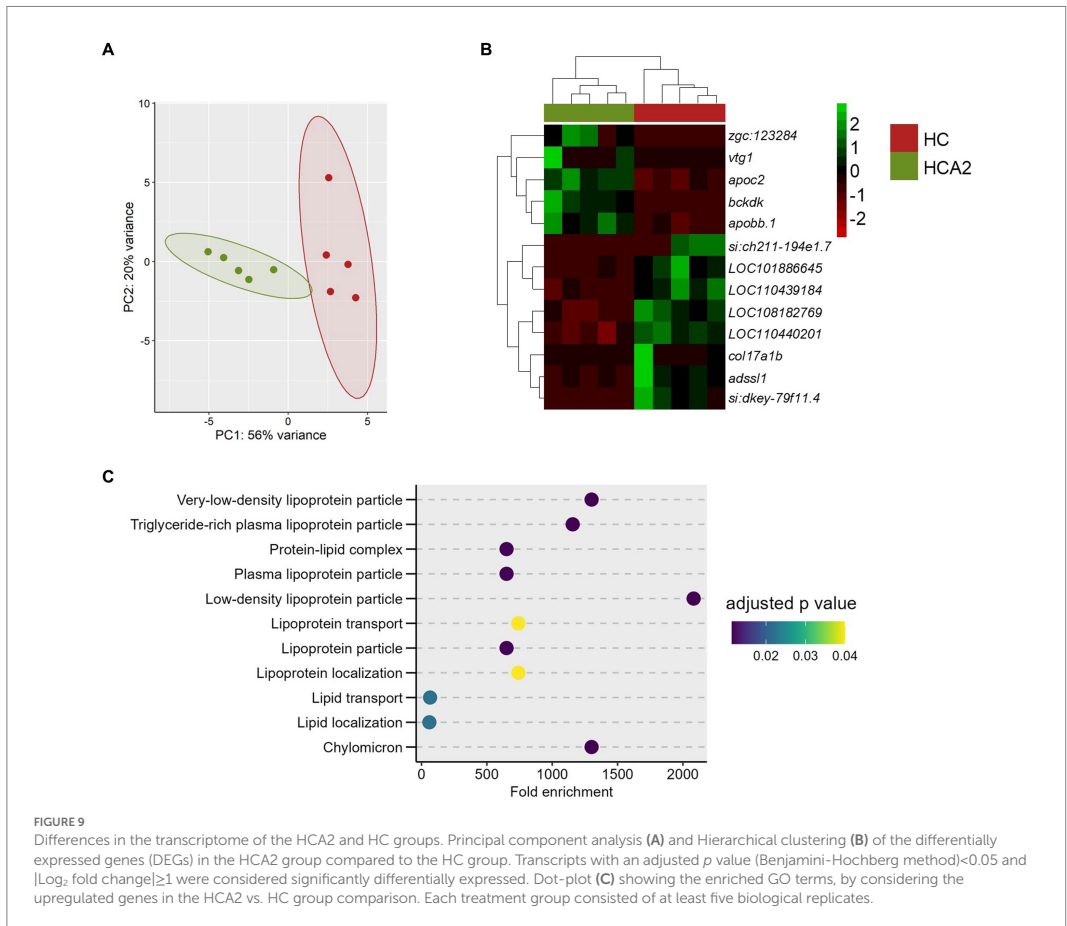 A
10
5
0
-5
PC2: 20% variance
-5
0
5
PC1: 56% variance
B
zgc:123284
vtg1
apoc2
bckdk
apobb.1
si:ch211-194e1.7
LOC101886645
LOC110439184
LOC108182769
LOC110440201
col17a1b
adssl1
si:dkey-79f11.4
2
1
0
-1
-2
HC
HCA2
C
Very-low-density lipoprotein particle
Triglyceride-rich plasma lipoprotein particle
Protein-lipid complex
Plasma lipoprotein particle
Low-density lipoprotein particle
Lipoprotein transport
Lipoprotein particle
Lipoprotein localization
Lipid transport
Lipid localization
Chylomicron
0
500
1000
1500
2000
Fold enrichment
adjusted p value
0.02
0.03
0.04
FIGURE 9
Differences in the transcriptome of the HCA2 and HC groups. Principal component analysis (A) and Hierarchical clustering (B) of the differentially
expressed genes (DEGs) in the HCA2 group compared to the HC group. Transcripts with an adjusted p value (Benjamini-Hochberg method)<0.05 and
|Log₂ fold change|≥1 were considered significantly differentially expressed. Dot-plot (C) showing the enriched GO terms, by considering the
upregulated genes in the HCA2 vs. HC group comparison. Each treatment group consisted of at least five biological replicates.